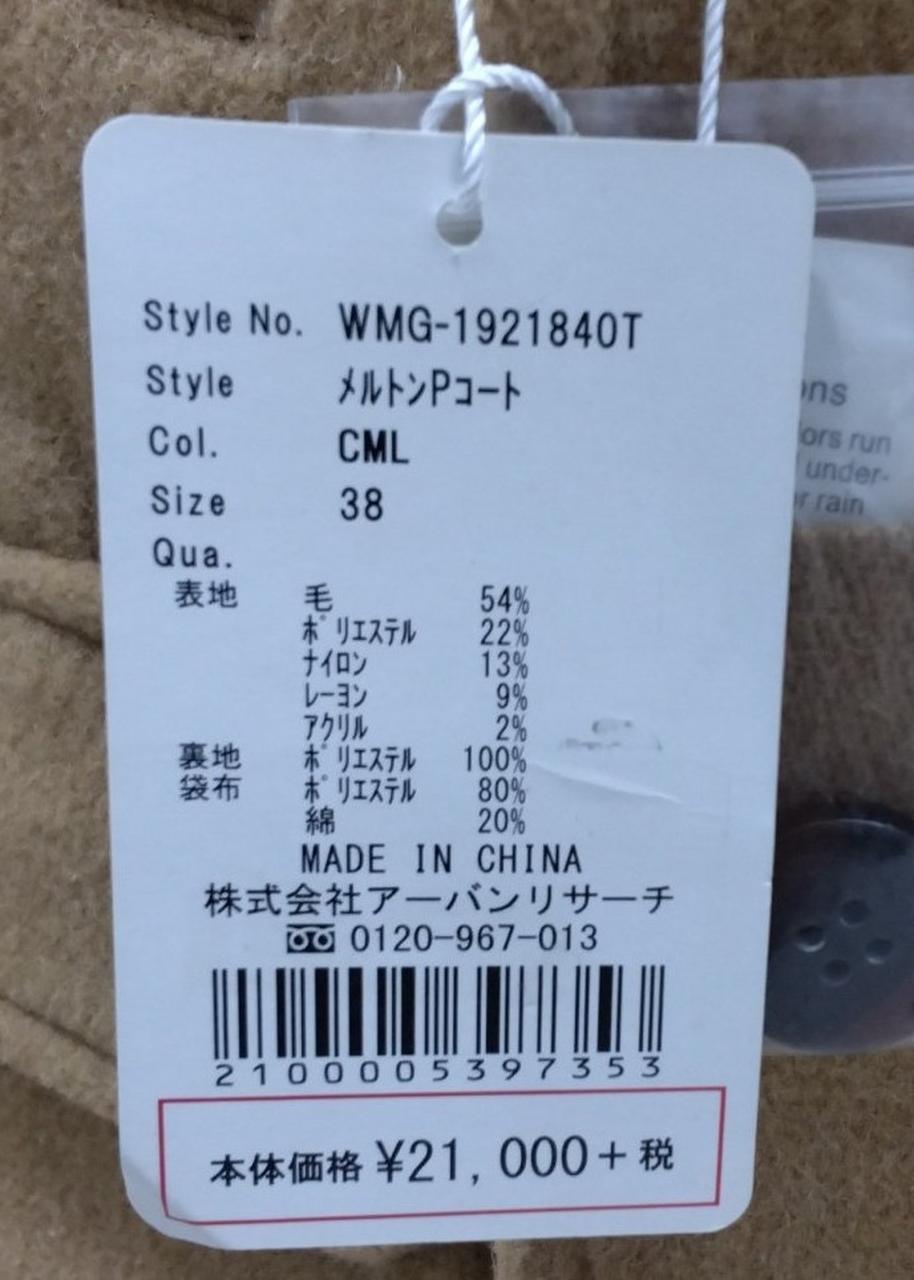 Style No. WMG-1921840T
Style ﾒﾙﾄﾝPｺｰﾄ
Col. CML
Size 38
Qua.
表地 毛 54%
ﾎﾟﾘｴｽﾃﾙ 22%
ﾅｲﾛﾝ 13%
ﾚｰﾖﾝ 9%
ｱｸﾘﾙ 2%
裏地 ﾎﾟﾘｴｽﾃﾙ 100%
袋布 ﾎﾟﾘｴｽﾃﾙ 80%
綿 20%
MADE IN CHINA
株式会社アーバンリサーチ
0120-967-013
2100005397353
本体価格 ¥21,000+税
run
under-
rain